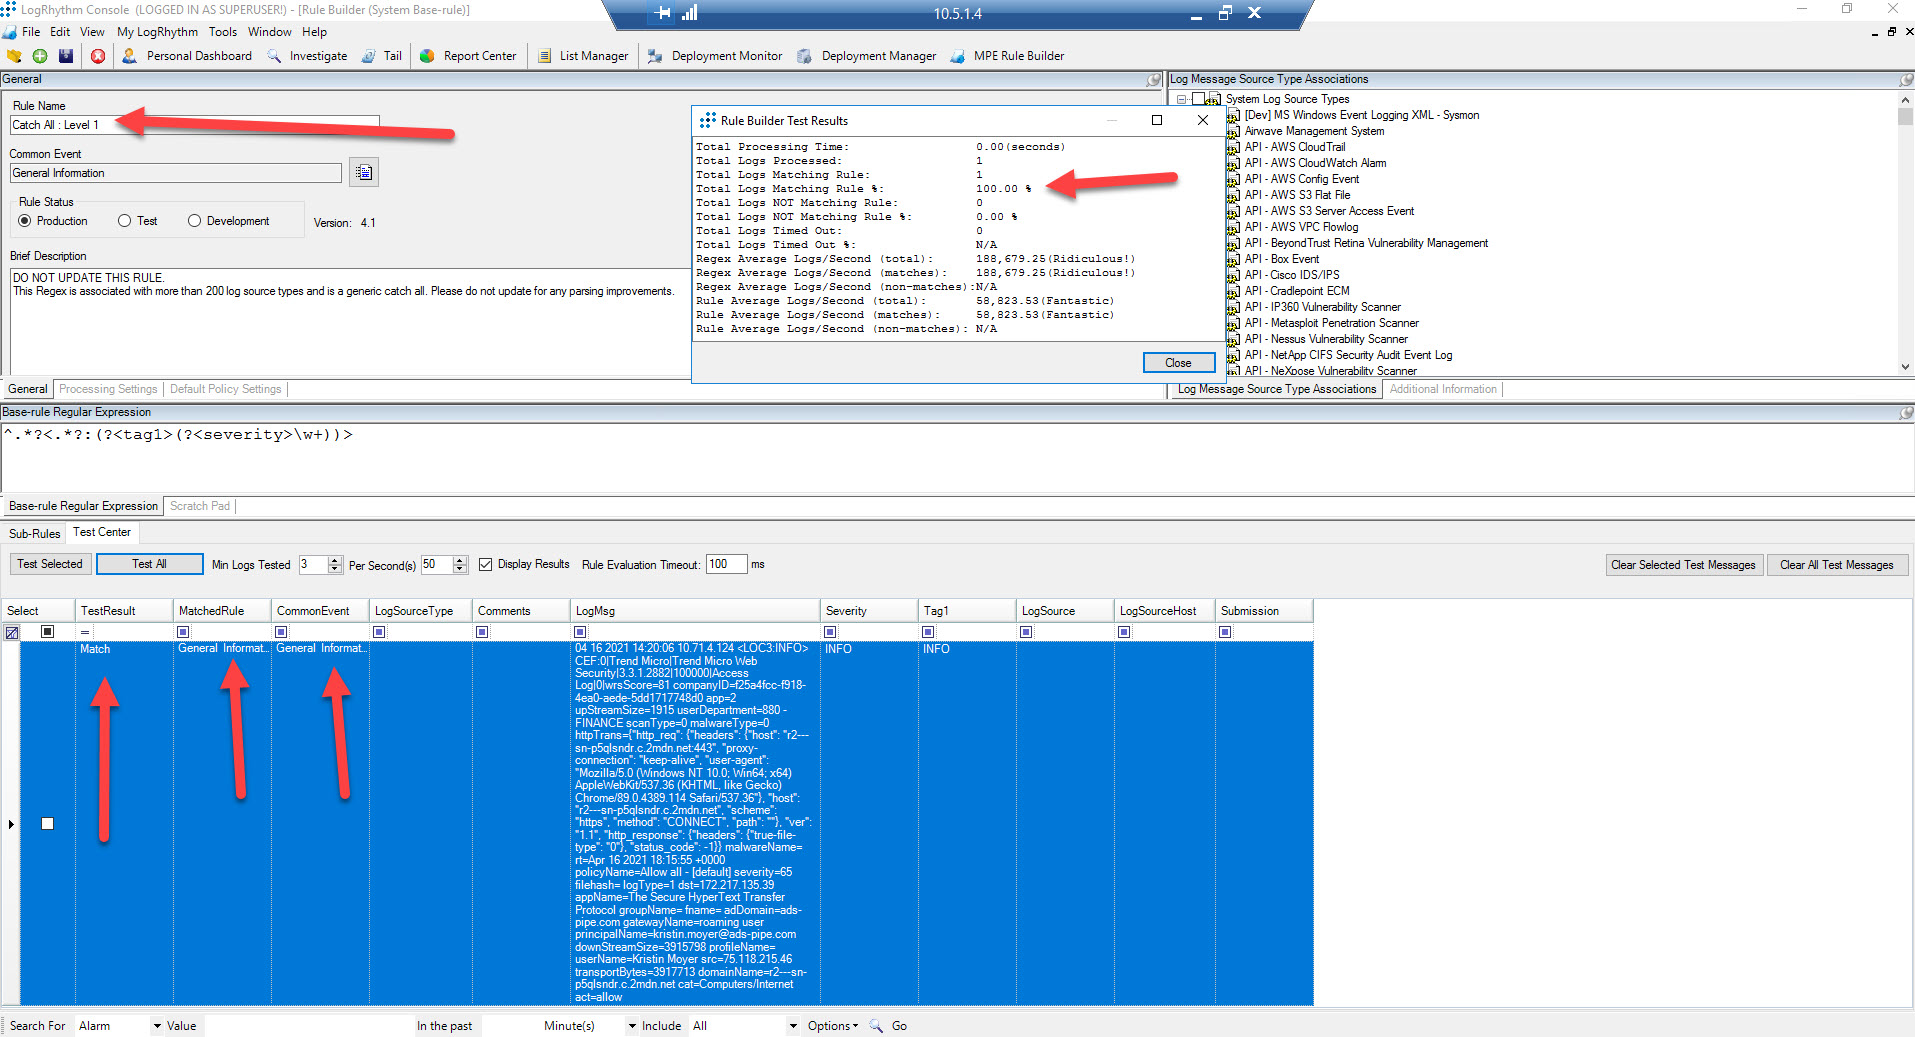 LogRhythm Console  (LOGGED IN AS SUPERUSER!) - [Rule Builder (System Base-rule)]
10.5.1.4
File Edit View My LogRhythm Tools Window Help
Personal Dashboard Investigate Tail Report Center List Manager Deployment Monitor Deployment Manager MPE Rule Builder
General
Rule Name
Catch All : Level 1
Common Event
General Information
Rule Status
Production Test Development Version: 4.1
Brief Description
DO NOT UPDATE THIS RULE.
This Regex is associated with more than 200 log source types and is a generic catch all. Please do not update for any parsing improvements.
General Processing Settings Default Policy Settings
Rule Builder Test Results
Total Processing Time: 0.00(seconds)
Total Logs Processed: 1
Total Logs Matching Rule: 1
Total Logs Matching Rule %: 100.00 %
Total Logs NOT Matching Rule: 0
Total Logs NOT Matching Rule %: 0.00 %
Total Logs Timed Out: 0
Total Logs Timed Out %: N/A
Regex Average Logs/Second (total): 188,679.25(Ridiculous!)
Regex Average Logs/Second (matches): 188,679.25(Ridiculous!)
Regex Average Logs/Second (non-matches):N/A
Rule Average Logs/Second (total): 58,823.53(Fantastic)
Rule Average Logs/Second (matches): 58,823.53(Fantastic)
Rule Average Logs/Second (non-matches): N/A
Close
Log Message Source Type Associations
System Log Source Types
[Dev] MS Windows Event Logging XML - Sysmon
Airwave Management System
API - AWS CloudTrail
API - AWS CloudWatch Alarm
API - AWS Config Event
API - AWS S3 Flat File
API - AWS S3 Server Access Event
API - AWS VPC Flowlog
API - BeyondTrust Retina Vulnerability Management
API - Box Event
API - Cisco IDS/IPS
API - Cradlepoint ECM
API - IP360 Vulnerability Scanner
API - Metasploit Penetration Scanner
API - Nessus Vulnerability Scanner
API - NetApp CIFS Security Audit Event Log
API - NeXpose Vulnerability Scanner
Log Message Source Type Associations Additional Information
Base-rule Regular Expression
^.*?<.*?:(?<tag1>(?<severity>\w+))>
Base-rule Regular Expression Scratch Pad
Sub-Rules Test Center
Test Selected Test All Min Logs Tested 3 Per Second(s) 50 Display Results Rule Evaluation Timeout: 100 ms Clear Selected Test Messages Clear All Test Messages
Select TestResult MatchedRule CommonEvent LogSourceType Comments LogMsg Severity Tag1 LogSource LogSourceHost Submission
=
Match General Informat... General Informat... 04 16 2021 14:20:06 10.71.4.124 <LOC3:INFO> INFO INFO
CEF:0|Trend Micro|Trend Micro Web
Security|3.3.1.2882|100000|Access
Log|0|wrsScore=81 companyID=f25a4fcc-f918-
4ea0-aede-5dd1717748d0 app=2
upStreamSize=1915 userDepartment=880 -
FINANCE scanType=0 malwareType=0
httpTrans={"http_req": {"headers": {"host": "r2---
sn-p5qlsndr.c.2mdn.net:443", "proxy-
connection": "keep-alive", "user-agent":
"Mozilla/5.0 (Windows NT 10.0; Win64; x64)
AppleWebKit/537.36 (KHTML, like Gecko)
Chrome/89.0.4389.114 Safari/537.36"}, "host":
"r2---sn-p5qlsndr.c.2mdn.net", "scheme":
"https", "method": "CONNECT", "path": ""}, "ver":
"1.1", "http_response": {"headers": {"true-file-
type": "0"}, "status_code": -1}} malwareName=
rt=Apr 16 2021 18:15:55 +0000
policyName=Allow all - [default] severity=65
filehash= logType=1 dst=172.217.135.39
appName=The Secure HyperText Transfer
Protocol groupName= fname= adDomain=ads-
pipe.com gatewayName=roaming user
principalName=kristin.moyer@ads-pipe.com
downStreamSize=3915798 profileName=
userName=Kristin Moyer src=75.118.215.46
transportBytes=3917713 domainName=r2---sn-
p5qlsndr.c.2mdn.net cat=Computers/Internet
act=allow
Search For Alarm Value In the past Minute(s) Include All Options Go